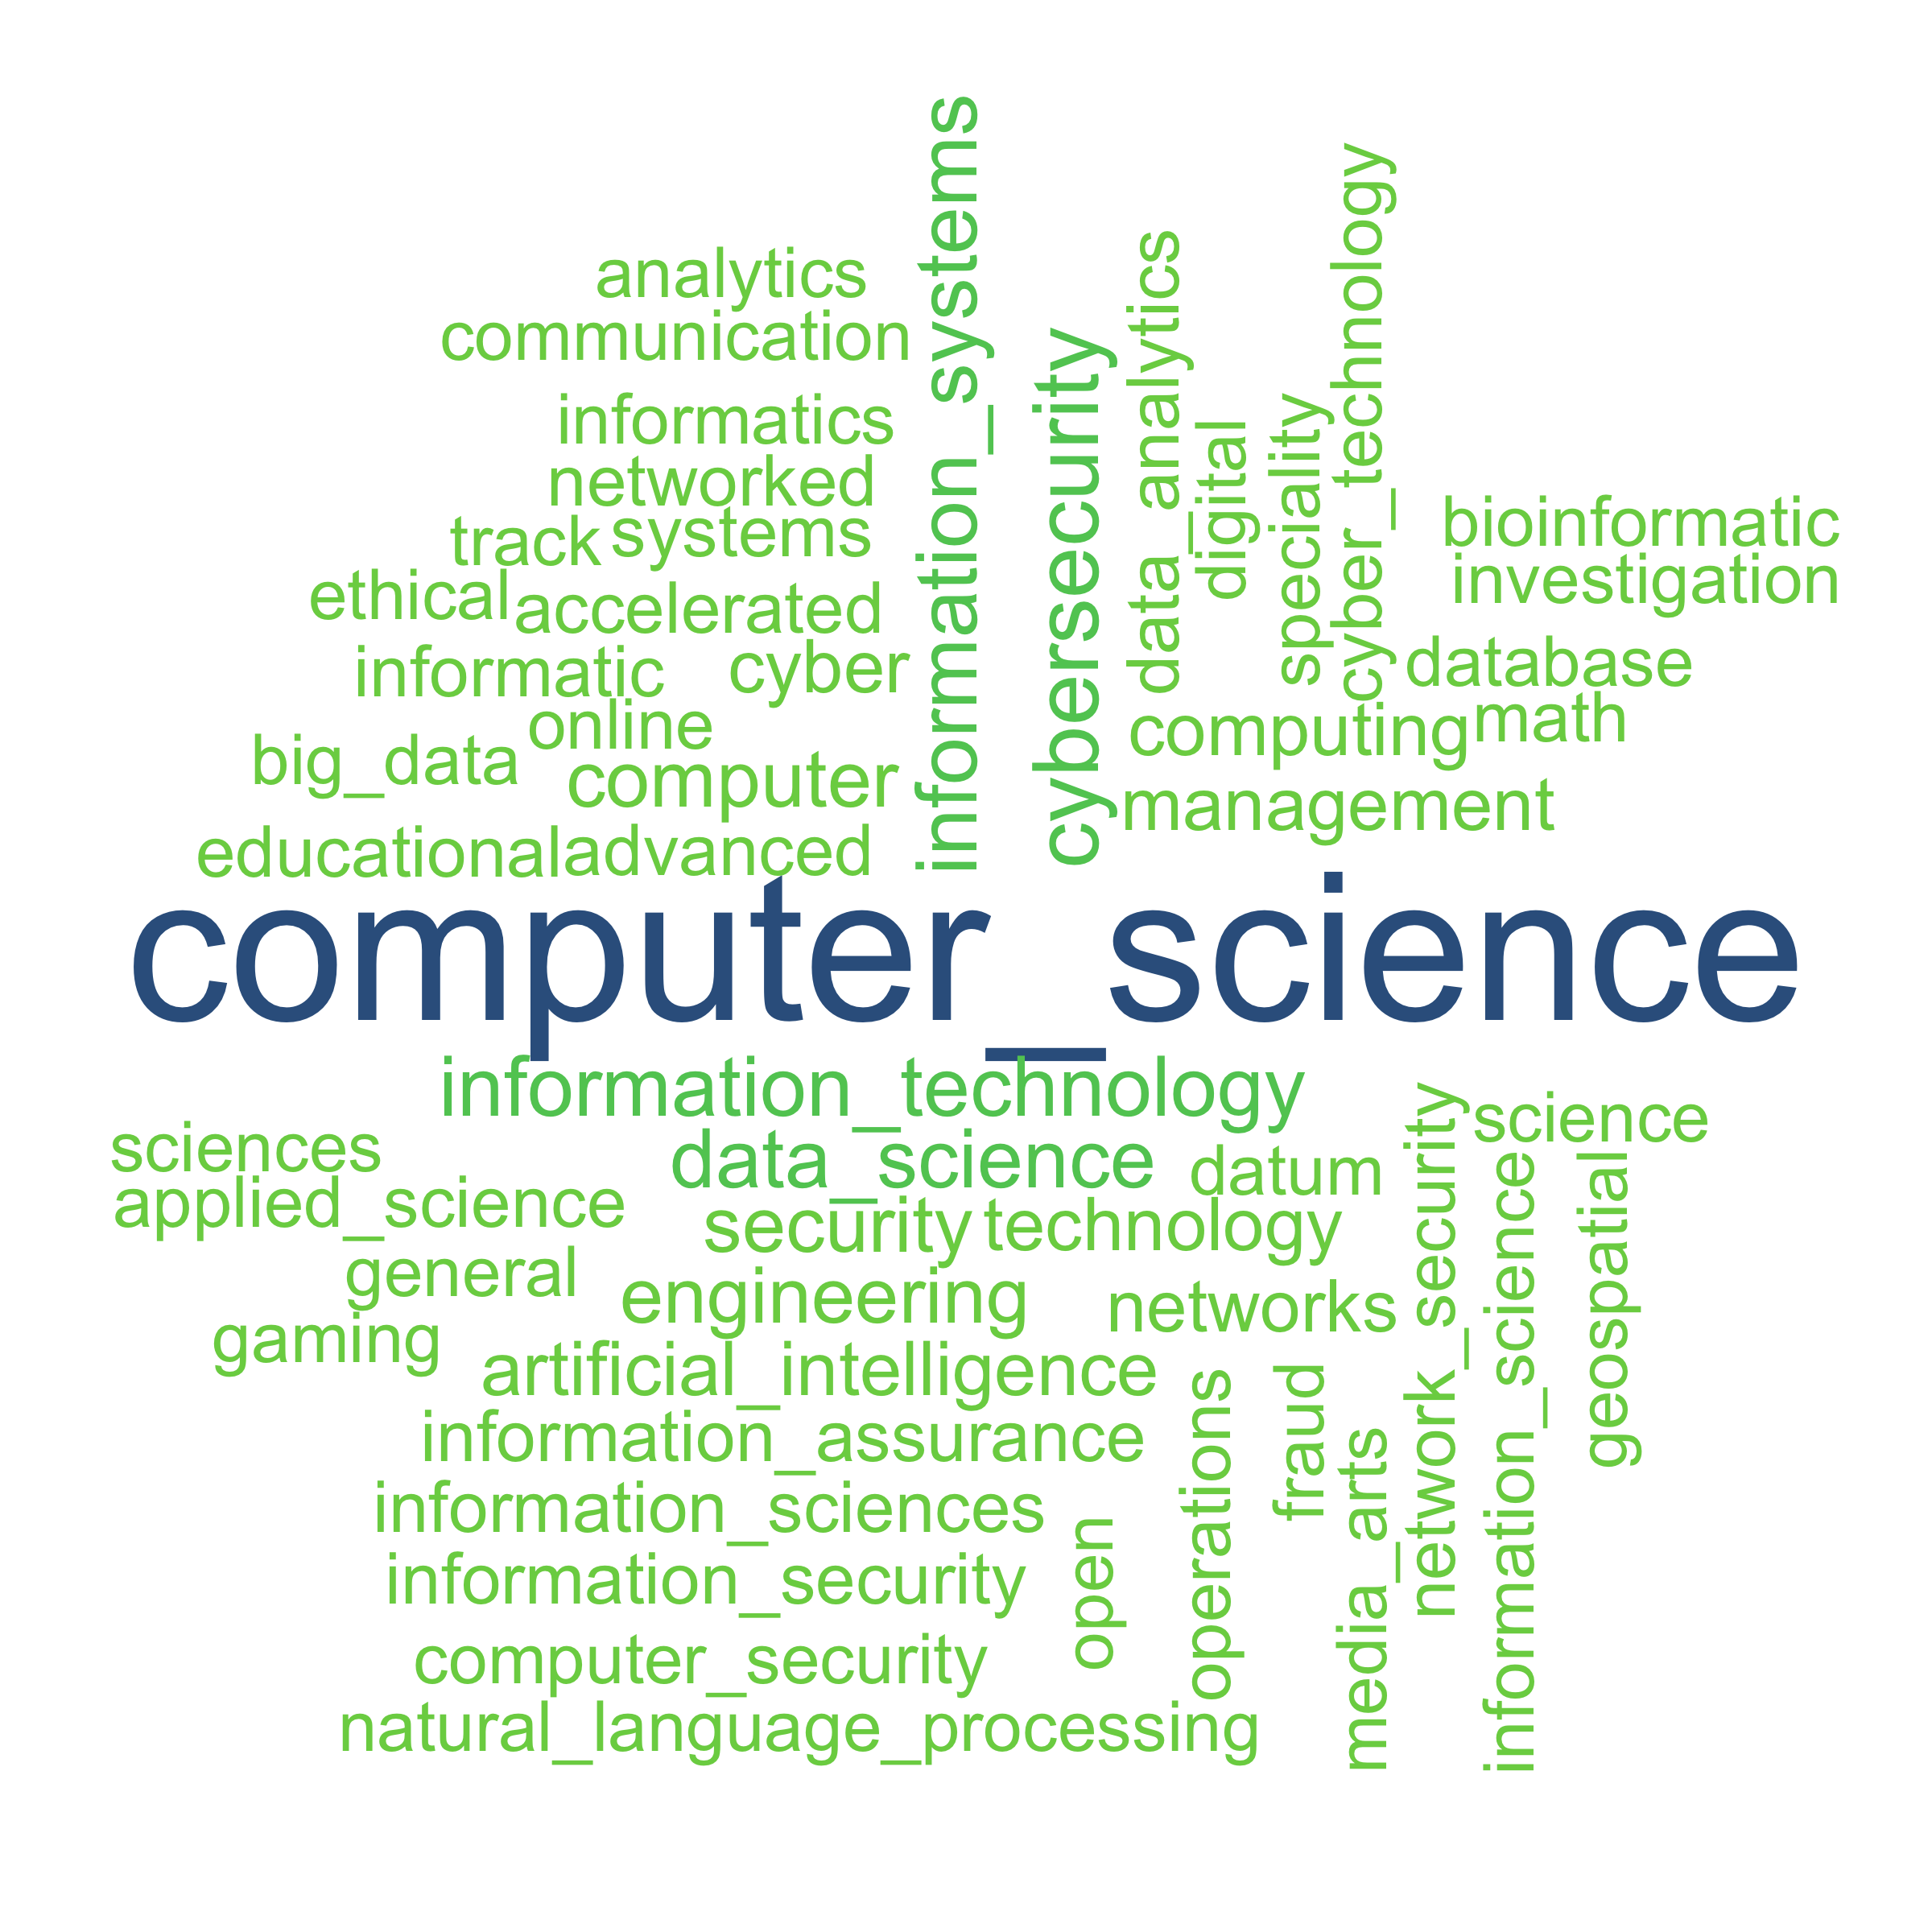 analytics
communication
informatics
networked
track systems
ethical accelerated
informatic cyber
online
big_data computer
educational advanced
information_systems
cybersecurity
data_analytics
digital
speciality
cyber_technology
bioinformatic
investigation
database
computing math
management
computer_science
information_technology
data_science datum
sciences
applied_science
security technology
general
engineering networks
gaming
artificial_intelligence
information_assurance
information_sciences
information_security
computer_security
natural_language_processing
open
operations
fraud
media_arts
network_security
science
information_science
geospatial